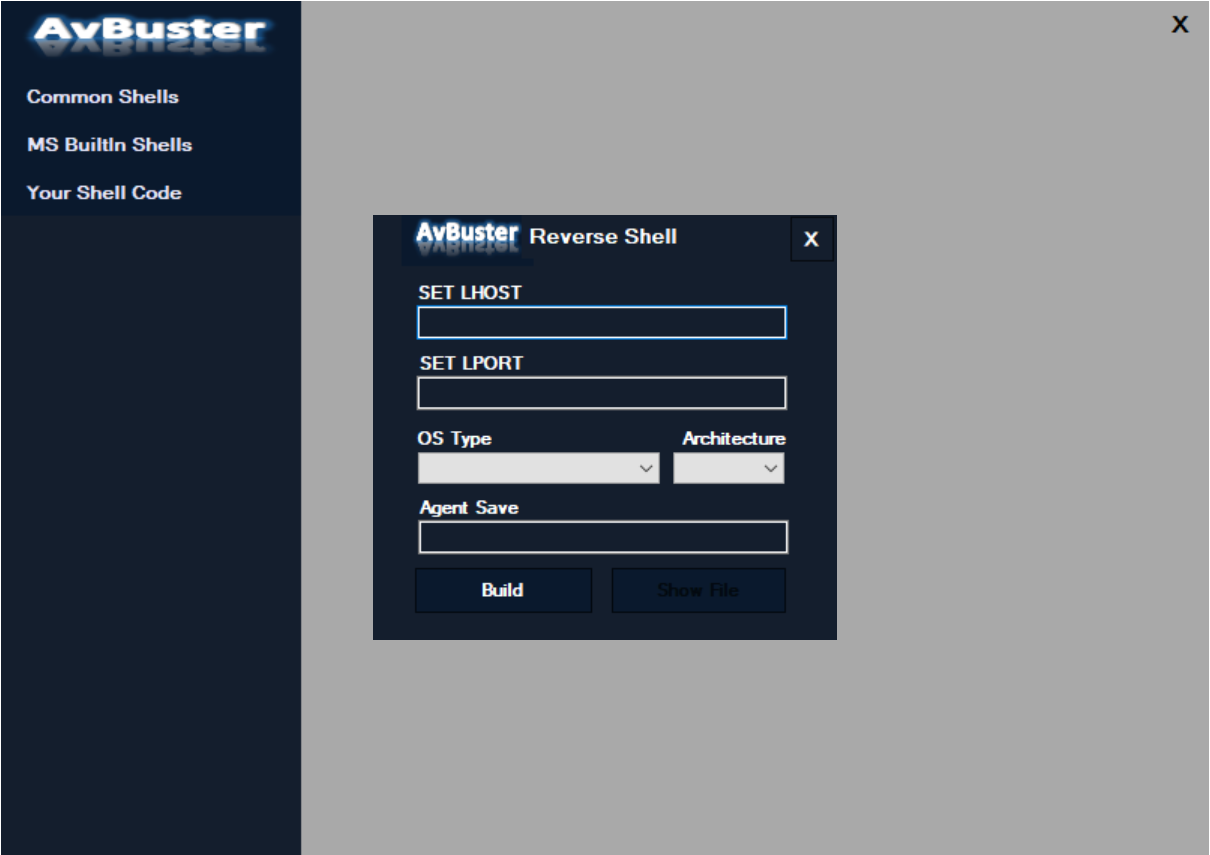 AvBuster
X
Common Shells
MS BuiltIn Shells
Your Shell Code
AvBuster Reverse Shell X
SET LHOST
SET LPORT
OS Type Architecture
Agent Save
Build Show File